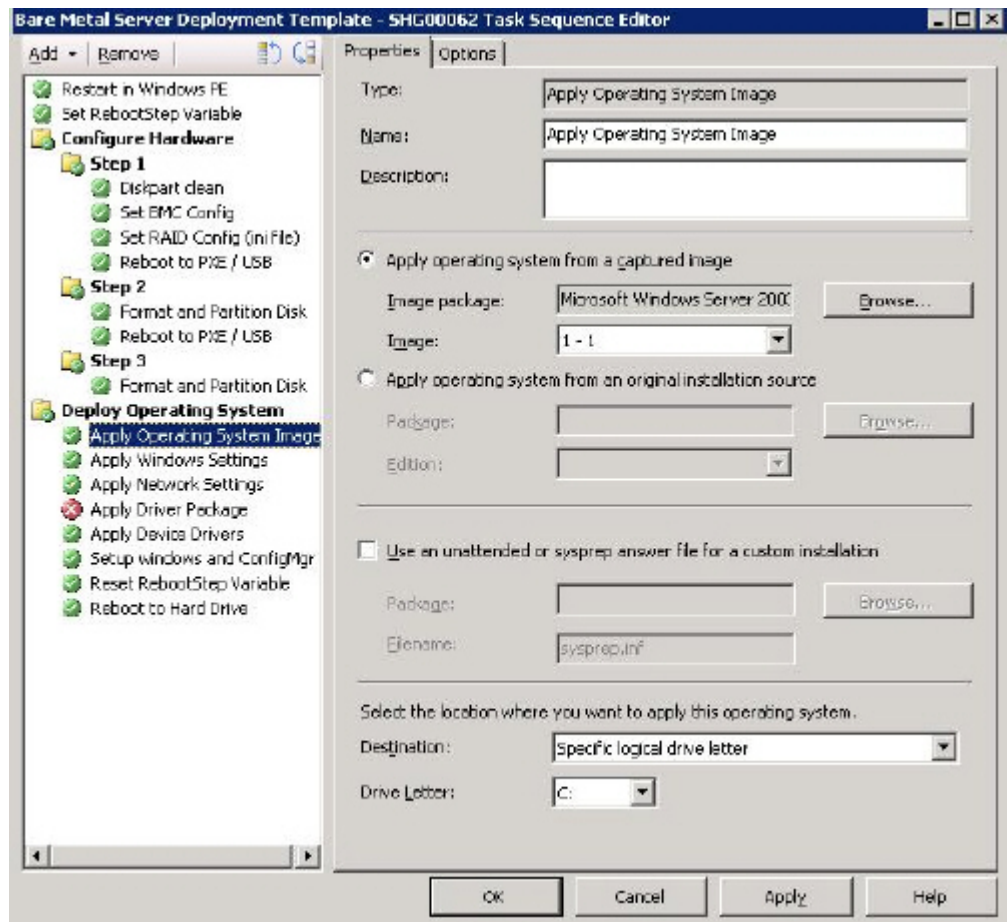 Bare Metal Server Deployment Template - SHG00062 Task Sequence Editor
Add
Remove
Restart in Windows PE
Set RebootStep Variable
Configure Hardware
Step 1
Diskpart clean
Set BMC Config
Set RAID Config (ini file)
Reboot to PXE / USB
Step 2
Format and Partition Disk
Reboot to PXE / USB
Step 3
Format and Partition Disk
Deploy Operating System
Apply Operating System Image
Apply Windows Settings
Apply Network Settings
Apply Driver Package
Apply Device Drivers
Setup windows and ConfigMgr
Reset RebootStep Variable
Reboot to Hard Drive
Properties
Options
Type: Apply Operating System Image
Name: Apply Operating System Image
Description:
Apply operating system from a captured image
Image package: Microsoft Windows Server 200 Browse...
Image: 1 - 1
Apply operating system from an original installation source
Package: Browse...
Edition:
Use an unattended or sysprep answer file for a custom installation
Package: Browse...
Filename: sysprep.inf
Select the location where you want to apply this operating system.
Destination: Specific logical drive letter
Drive Letter: C:
OK
Cancel
Apply
Help